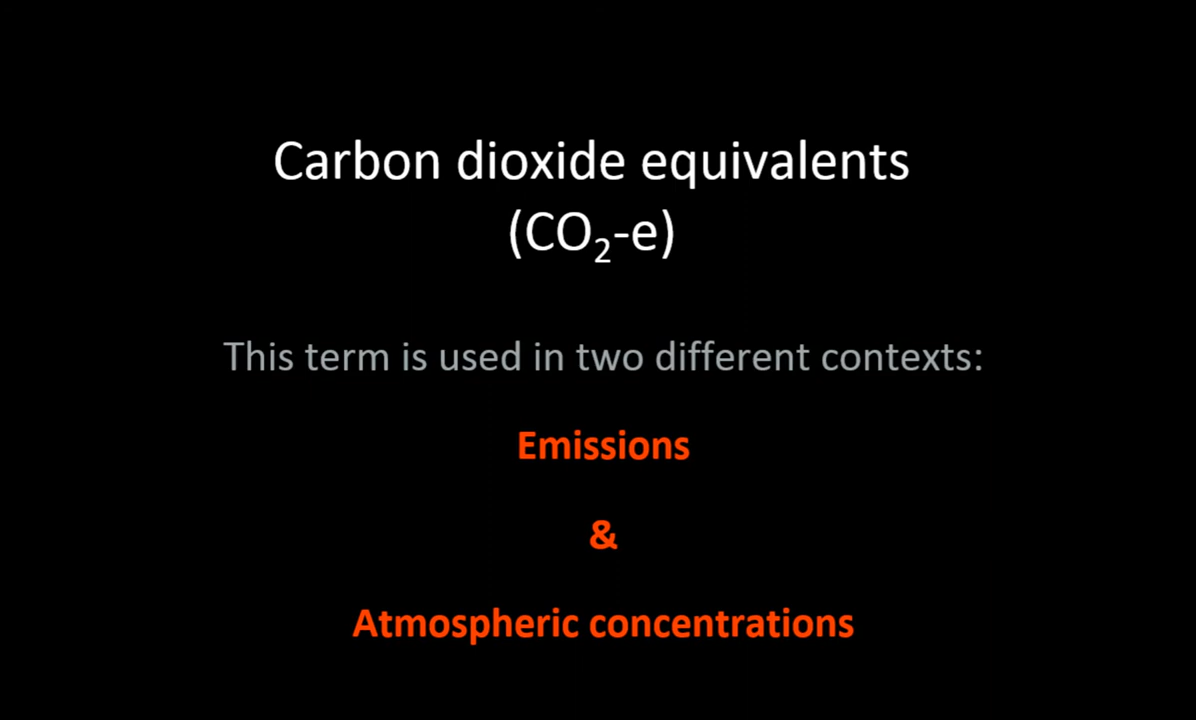 Carbon dioxide equivalents
(CO₂-e)
This term is used in two different contexts:
Emissions
&
Atmospheric concentrations